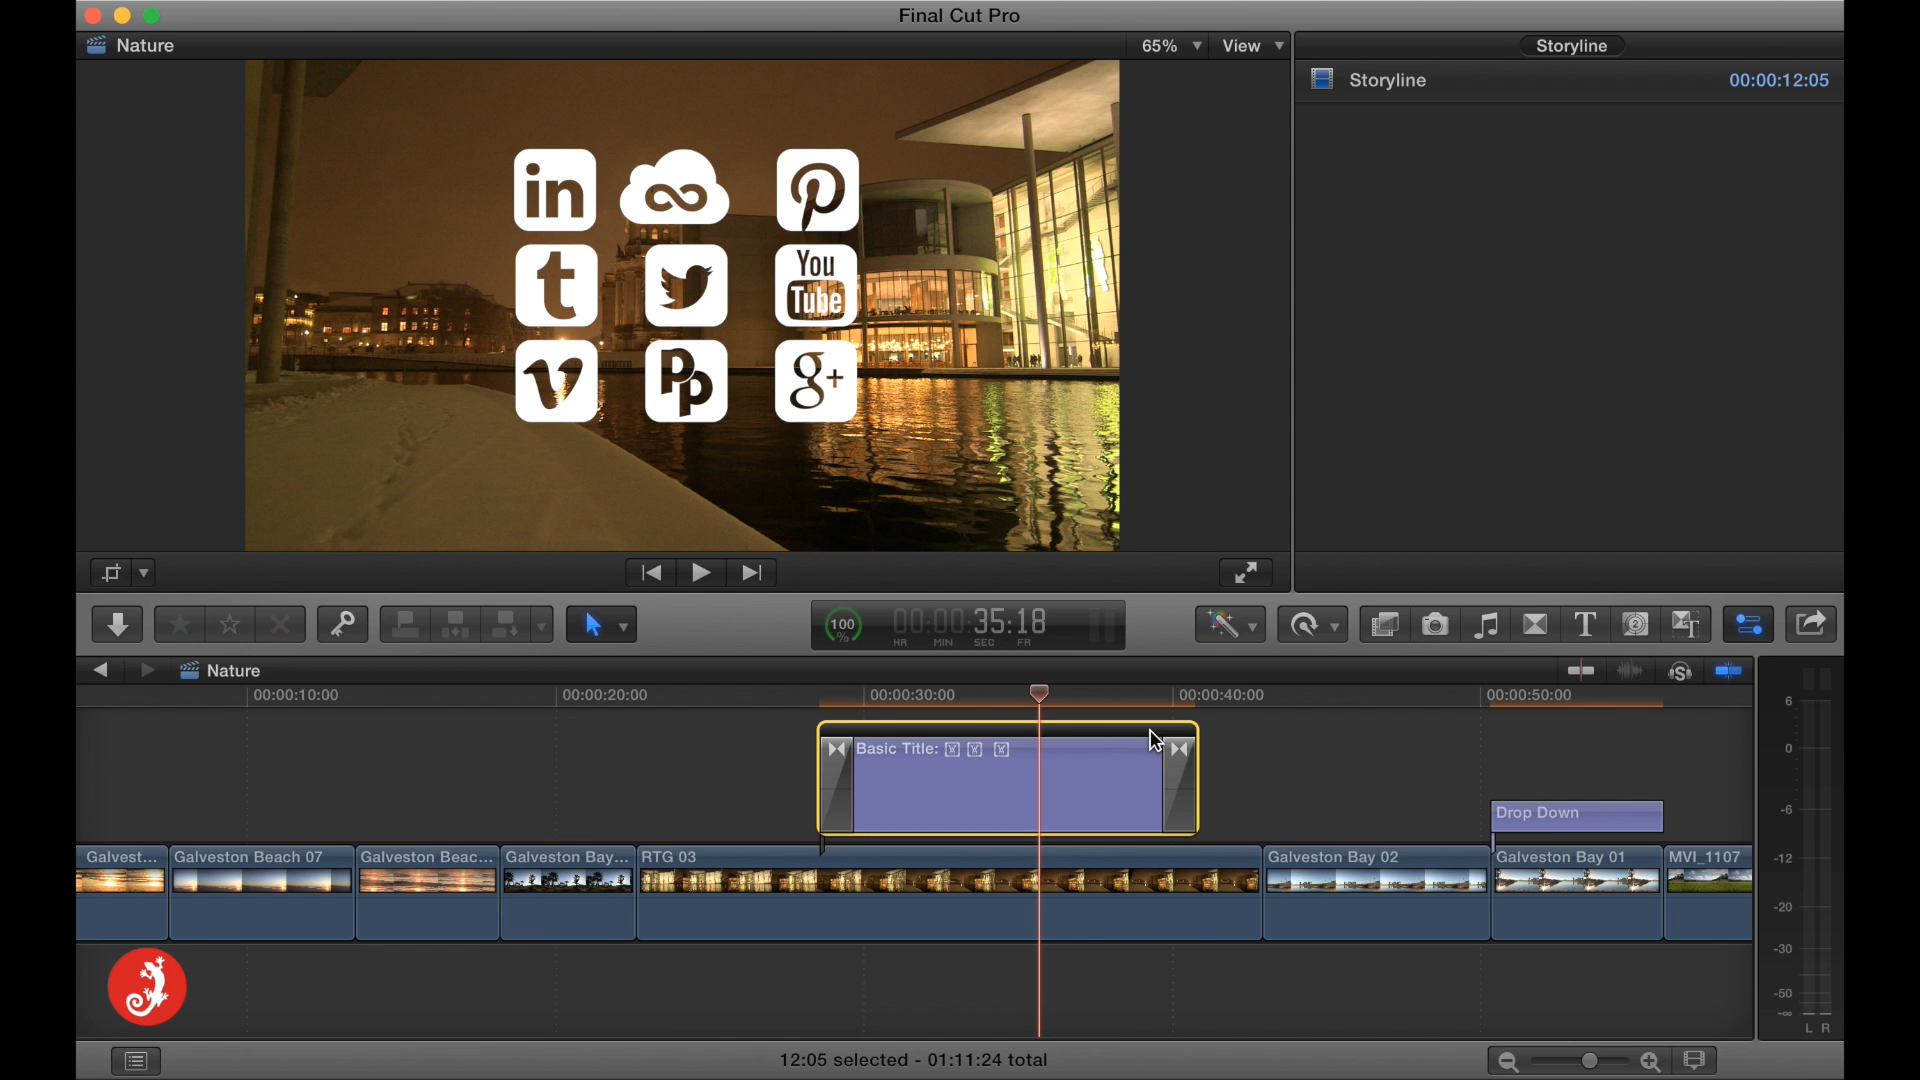 Final Cut Pro
Nature
65%
View
Storyline
Storyline
00:00:12:05
in
P
t
You
Tube
v
Pp
g+
100
%
00:00:35:18
HR MIN SEC FR
T
2
T
S
Nature
00:00:10:00
00:00:20:00
00:00:30:00
00:00:40:00
00:00:50:00
Basic Title:
Drop Down
Galvest...
Galveston Beach 07
Galveston Beac...
Galveston Bay...
RTG 03
Galveston Bay 02
Galveston Bay 01
MVI_1107
6
0
-6
-12
-20
-30
-50
-∞
L R
12:05 selected - 01:11:24 total